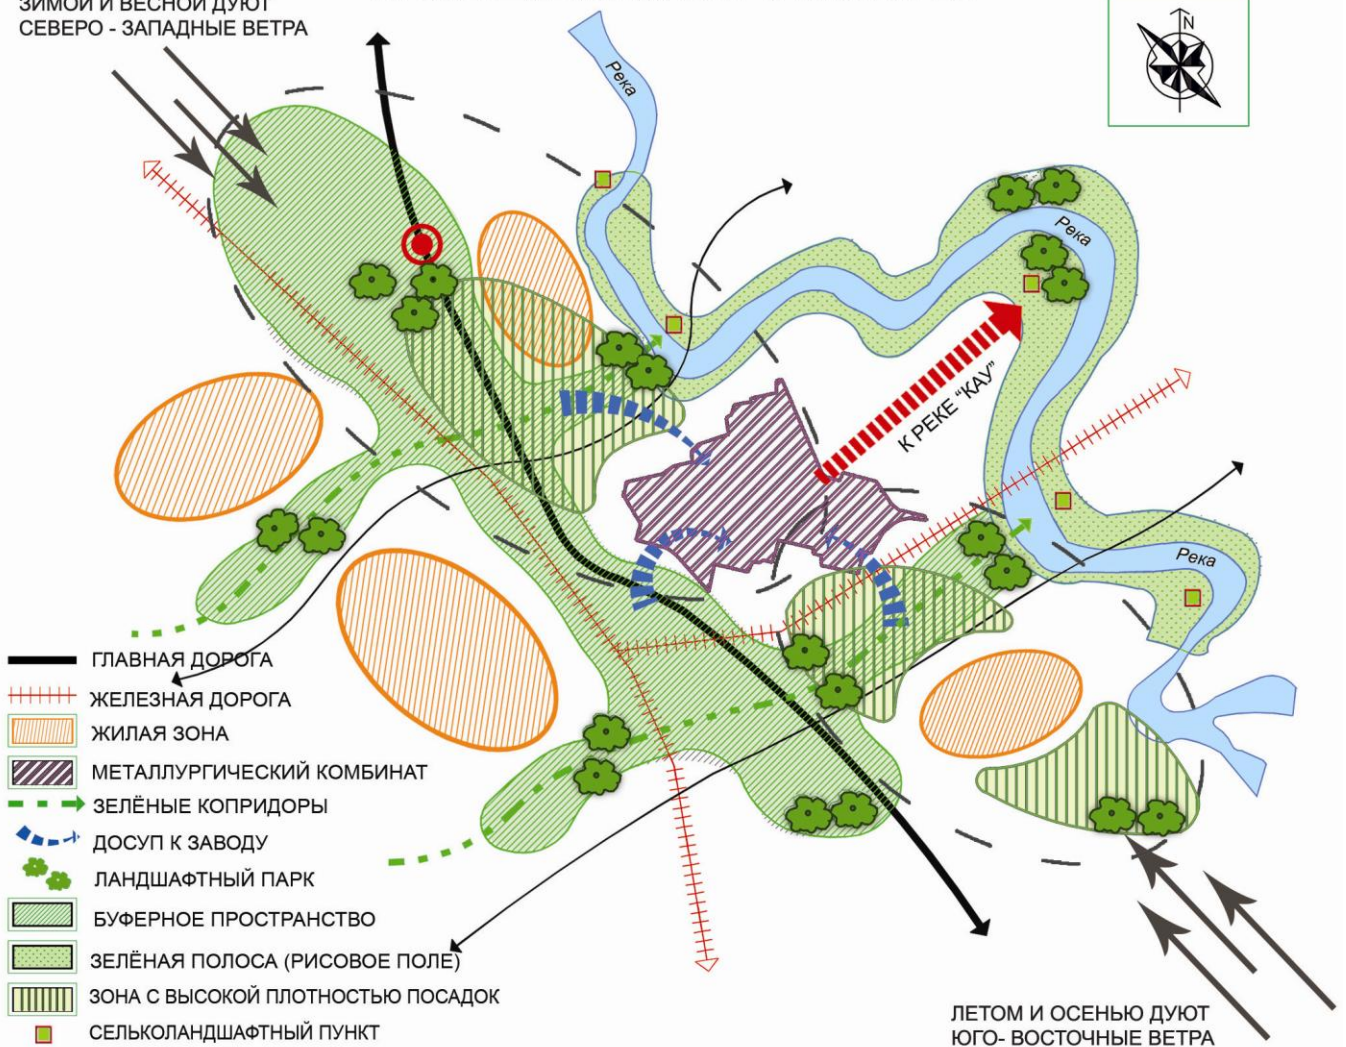 ЗИМОЙ И ВЕСНОЙ ДУЮТ
СЕВЕРО - ЗАПАДНЫЕ ВЕТРА
N
Река
Река
К РЕКЕ "КАУ"
Река
ГЛАВНАЯ ДОРОГА
ЖЕЛЕЗНАЯ ДОРОГА
ЖИЛАЯ ЗОНА
МЕТАЛЛУРГИЧЕСКИЙ КОМБИНАТ
ЗЕЛЁНЫЕ КОПРИДОРЫ
ДОСУП К ЗАВОДУ
ЛАНДШАФТНЫЙ ПАРК
БУФЕРНОЕ ПРОСТРАНСТВО
ЗЕЛЁНАЯ ПОЛОСА (РИСОВОЕ ПОЛЕ)
ЗОНА С ВЫСОКОЙ ПЛОТНОСТЬЮ ПОСАДОК
СЕЛЬКОЛАНДШАФТНЫЙ ПУНКТ
ЛЕТОМ И ОСЕНЬЮ ДУЮТ
ЮГО- ВОСТОЧНЫЕ ВЕТРА